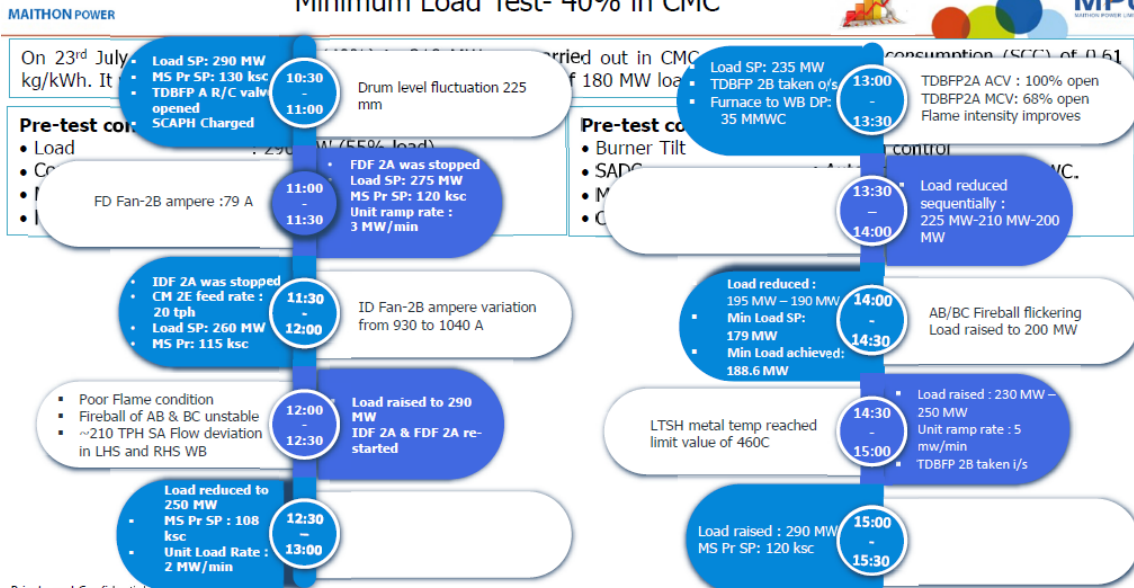 MAITHON POWER
Minimum Load Test- 40% in CMC
MAITHON POWER
On 23rd July
rried out in CMC
consumption (SCC) of 0.61
kg/kWh. It
f 180 MW loa
Pre-test con
• Load : 290 MW (55% load)
Pre-test co
• Burner Tilt
control
• SADC
WC.
▪ Load SP: 290 MW
▪ MS Pr SP: 130 ksc
▪ TDBFP A R/C valve
opened
▪ SCAPH Charged
10:30
-
11:00
Drum level fluctuation 225
mm
FD Fan-2B ampere :79 A
11:00
-
11:30
▪ FDF 2A was stopped
▪ Load SP: 275 MW
MS Pr SP: 120 ksc
Unit ramp rate :
3 MW/min
▪ IDF 2A was stopped
▪ CM 2E feed rate :
20 tph
▪ Load SP: 260 MW
▪ MS Pr: 115 ksc
11:30
-
12:00
ID Fan-2B ampere variation
from 930 to 1040 A
▪ Poor Flame condition
▪ Fireball of AB & BC unstable
▪ ~210 TPH SA Flow deviation
in LHS and RHS WB
12:00
-
12:30
▪ Load raised to 290
MW
IDF 2A & FDF 2A re-
started
Load reduced to
250 MW
▪ MS Pr SP : 108
ksc
▪ Unit Load Rate :
2 MW/min
12:30
–
13:00
▪ Load SP: 235 MW
▪ TDBFP 2B taken o/s
▪ Furnace to WB DP:
35 MMWC
13:00
-
13:30
TDBFP2A ACV : 100% open
TDBFP2A MCV: 68% open
Flame intensity improves
13:30
–
14:00
▪ Load reduced
sequentially :
225 MW-210 MW-200
MW
Load reduced :
195 MW – 190 MW
▪ Min Load SP:
179 MW
▪ Min Load achieved:
188.6 MW
14:00
-
14:30
AB/BC Fireball flickering
Load raised to 200 MW
LTSH metal temp reached
limit value of 460C
14:30
-
15:00
▪ Load raised : 230 MW –
250 MW
Unit ramp rate : 5
mw/min
▪ TDBFP 2B taken i/s
Load raised : 290 MW
MS Pr SP: 120 ksc
15:00
-
15:30